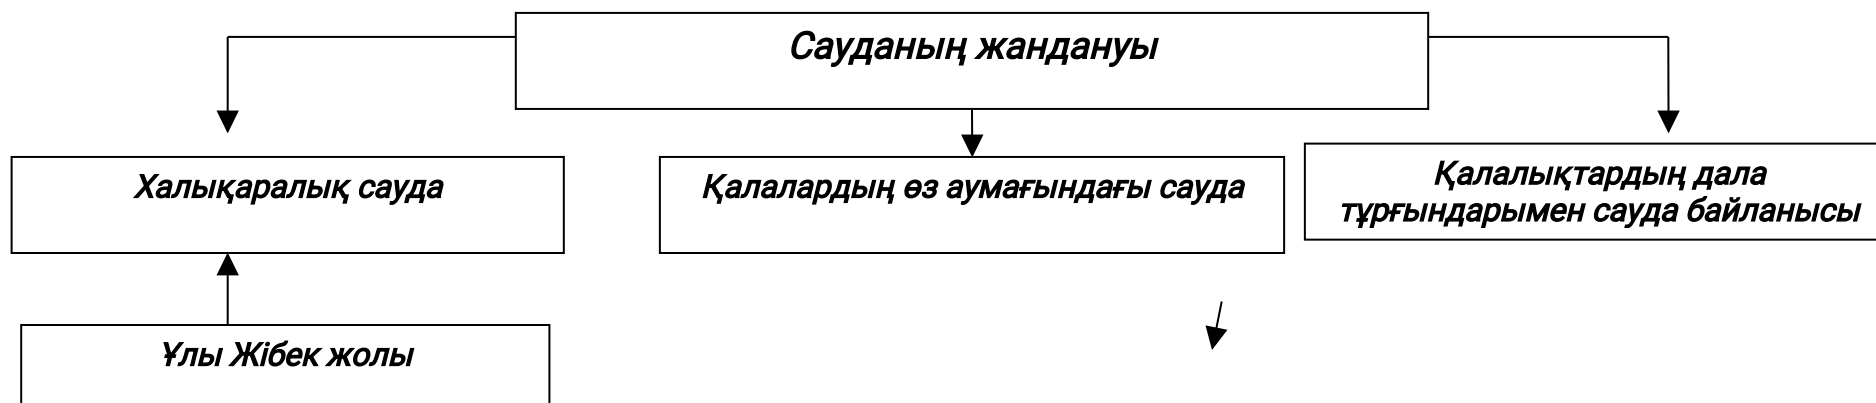 Сауданың жандануы
Халықаралық сауда
Қалалардың өз аумағындағы сауда
Қалалықтардың дала
тұрғындарымен сауда байланысы
Ұлы Жібек жолы